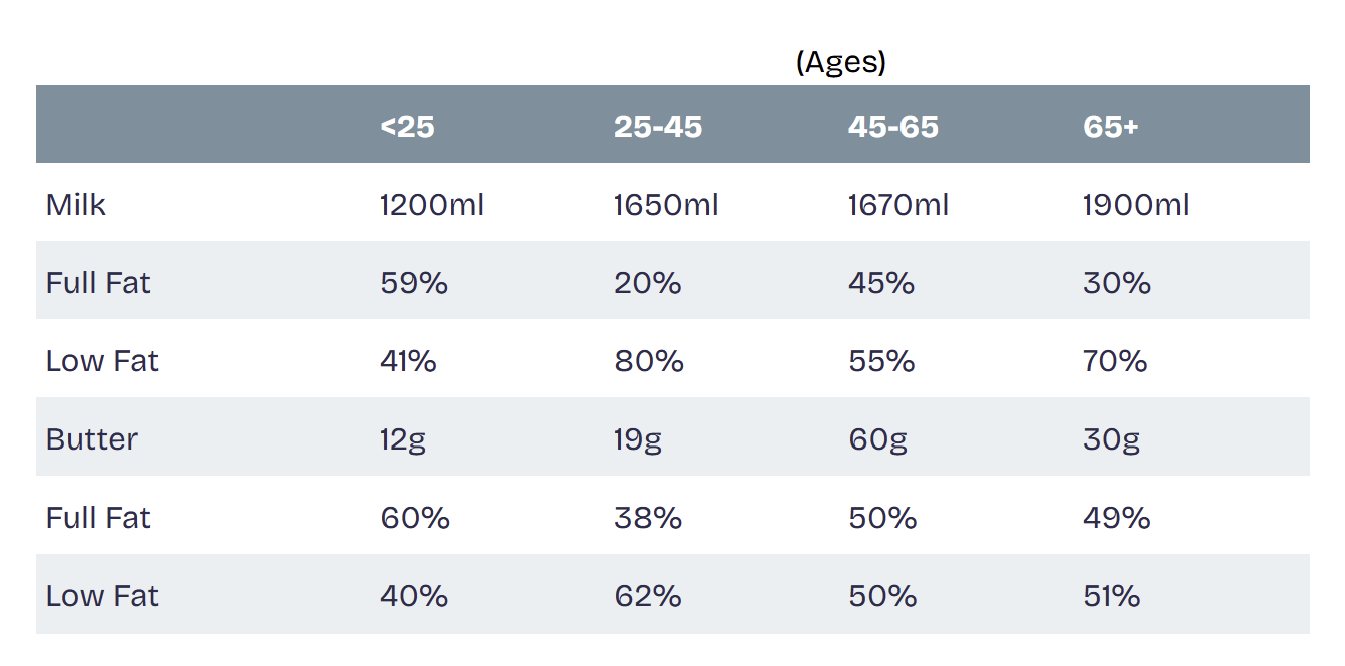 (Ages)
<25 25-45 45-65 65+
Milk 1200ml 1650ml 1670ml 1900ml
Full Fat 59% 20% 45% 30%
Low Fat 41% 80% 55% 70%
Butter 12g 19g 60g 30g
Full Fat 60% 38% 50% 49%
Low Fat 40% 62% 50% 51%